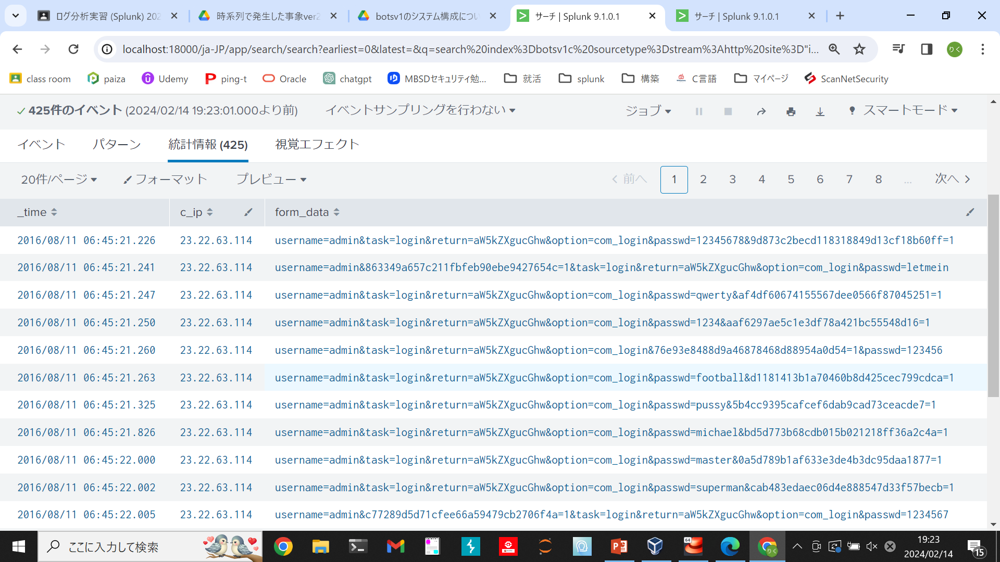 ログ分析実習 (Splunk) 202
時系列で発生した事象ver2
botsv1のシステム構成につい
サーチ | Splunk 9.1.0.1
サーチ | Splunk 9.1.0.1
localhost:18000/ja-JP/app/search/search?earliest=0&latest=&q=search%20index%3Dbotsv1c%20sourcetype%3Dstream%3Ahttp%20site%3D"i...
りく
class room
paiza
Udemy
ping-t
Oracle
chatgpt
MBSDセキュリティ勉...
就活
splunk
構築
C言語
マイページ
ScanNetSecurity
425件のイベント (2024/02/14 19:23:01.000より前)
イベントサンプリングを行わない
ジョブ
スマートモード
イベント
パターン
統計情報 (425)
視覚エフェクト
20件/ページ
フォーマット
プレビュー
前へ 1 2 3 4 5 6 7 8 ... 次へ
_time c_ip form_data
2016/08/11 06:45:21.226 23.22.63.114 username=admin&task=login&return=aW5kZXgucGhw&option=com_login&passwd=12345678&9d873c2becd118318849d13cf18b60ff=1
2016/08/11 06:45:21.241 23.22.63.114 username=admin&863349a657c211fbfeb90ebe9427654c=1&task=login&return=aW5kZXgucGhw&option=com_login&passwd=letmein
2016/08/11 06:45:21.247 23.22.63.114 username=admin&task=login&return=aW5kZXgucGhw&option=com_login&passwd=qwerty&af4df60674155567dee0566f87045251=1
2016/08/11 06:45:21.250 23.22.63.114 username=admin&task=login&return=aW5kZXgucGhw&option=com_login&passwd=1234&aaf6297ae5c1e3df78a421bc55548d16=1
2016/08/11 06:45:21.260 23.22.63.114 username=admin&task=login&return=aW5kZXgucGhw&option=com_login&76e93e8488d9a46878468d88954a0d54=1&passwd=123456
2016/08/11 06:45:21.263 23.22.63.114 username=admin&task=login&return=aW5kZXgucGhw&option=com_login&passwd=football&d1181413b1a70460b8d425cec799cdca=1
2016/08/11 06:45:21.325 23.22.63.114 username=admin&task=login&return=aW5kZXgucGhw&option=com_login&passwd=pussy&5b4cc9395cafcef6dab9cad73ceacde7=1
2016/08/11 06:45:21.826 23.22.63.114 username=admin&task=login&return=aW5kZXgucGhw&option=com_login&passwd=michael&bd5d773b68cdb015b021218ff36a2c4a=1
2016/08/11 06:45:22.000 23.22.63.114 username=admin&task=login&return=aW5kZXgucGhw&option=com_login&passwd=master&0a5d789b1af633e3de4b3dc95daa1877=1
2016/08/11 06:45:22.002 23.22.63.114 username=admin&task=login&return=aW5kZXgucGhw&option=com_login&passwd=superman&cab483edaec06d4e888547d33f57becb=1
2016/08/11 06:45:22.005 23.22.63.114 username=admin&c77289d5d71cfee66a59479cb2706f4a=1&task=login&return=aW5kZXgucGhw&option=com_login&passwd=1234567
ここに入力して検索
64
りく
19:23
2024/02/14
15